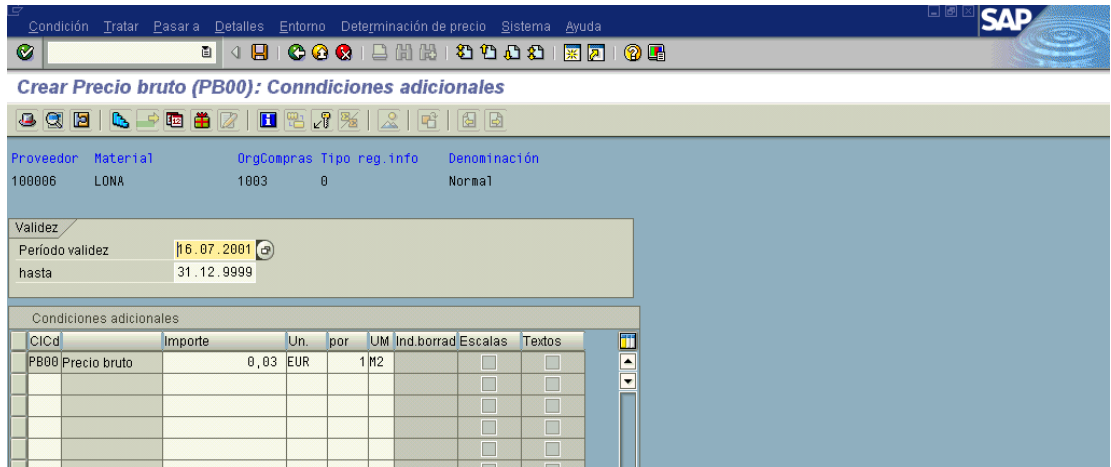 Condición Tratar Pasar a Detalles Entorno Determinación de precio Sistema Ayuda
SAP
Crear Precio bruto (PB00): Conndiciones adicionales
Proveedor Material OrgCompras Tipo reg.info Denominación
100006 LONA 1003 0 Normal
Validez
Período validez 16.07.2001
hasta 31.12.9999
Condiciones adicionales
ClCd Importe Un. por UM Ind.borrad Escalas Textos
PB00 Precio bruto 0,03 EUR 1 M2